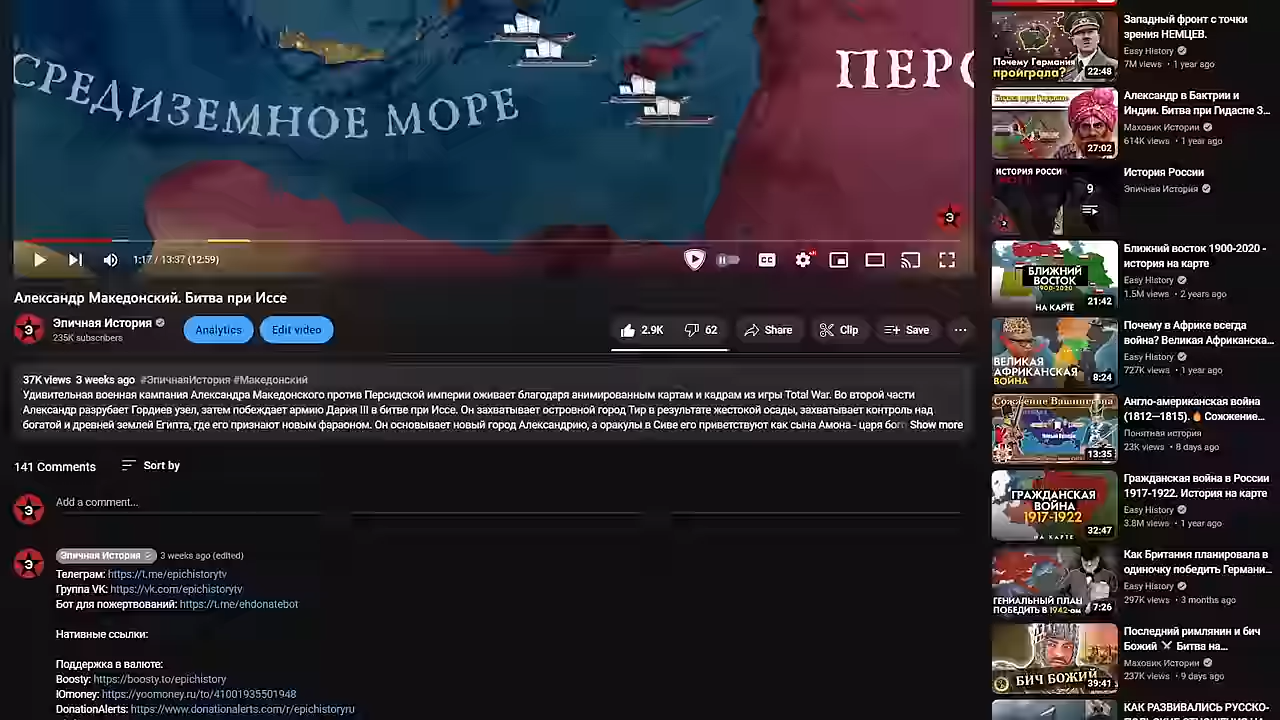 СРЕДИЗЕМНОЕ МОРЕ
ПЕРС
Э
1:17 / 13:37 (12:59)
CC
Александр Македонский. Битва при Иссе
Э
Эпичная История
235K subscribers
Analytics
Edit video
2.9K
62
Share
Clip
Save
37K views 3 weeks ago #ЭпичнаяИстория #Македонский
Удивительная военная кампания Александра Македонского против Персидской империи оживает благодаря анимированным картам и кадрам из игры Total War. Во второй части
Александр разрубает Гордиев узел, затем побеждает армию Дария III в битве при Иссе. Он захватывает островной город Тир в результате жестокой осады, захватывает контроль над
богатой и древней землей Египта, где его признают новым фараоном. Он основывает новый город Александрию, а оракулы в Сиве его приветствуют как сына Амона - царя бог Show more
141 Comments
Sort by
Э
Add a comment...
Э
Эпичная История
3 weeks ago (edited)
Телеграм: https://t.me/epichistorytv
Группа VK: https://vk.com/epichistorytv
Бот для пожертвований: https://t.me/ehdonatebot
Нативные ссылки:
Поддержка в валюте:
Boosty: https://boosty.to/epichistory
Юmoney: https://yoomoney.ru/to/41001935501948
DonationAlerts: https://www.donationalerts.com/r/epichistoryru
Почему Германия
проиграла?
22:48
Западный фронт с точки
зрения НЕМЦЕВ.
Easy History
7M views • 1 year ago
Битва при Гидаспе
27:02
Александр в Бактрии и
Индии. Битва при Гидаспе 3...
Маховик Истории
614K views • 1 year ago
ИСТОРИЯ РОССИ
9
История России
Эпичная История
БЛИЖНИЙ
ВОСТОК
1900-2020
НА КАРТЕ
21:42
Ближний восток 1900-2020 -
история на карте
Easy History
1.5M views • 2 years ago
ВЕЛИКАЯ
АФРИКАНСКАЯ
ВОЙНА
8:24
Почему в Африке всегда
война? Великая Африканска...
Easy History
727K views • 1 year ago
Сожжение Вашингтона
13:35
Англо-американская война
(1812—1815).🔥 Сожжение...
Понятная история
23K views • 8 days ago
ГРАЖДАНСКАЯ
ВОЙНА
1917-1922
НА КАРТЕ
32:47
Гражданская война в России
1917-1922. История на карте
Easy History
3.8M views • 1 year ago
ГЕНИАЛЬНЫЙ ПЛАН
ПОБЕДИТЬ В 1942-ом
7:26
Как Британия планировала в
одиночку победить Германи...
Easy History
297K views • 3 months ago
БИЧ БОЖИЙ
39:41
Последний римлянин и бич
Божий ⚔️ Битва на...
Маховик Истории
237K views • 9 days ago
КАК РАЗВИВАЛИСЬ РУССКО-